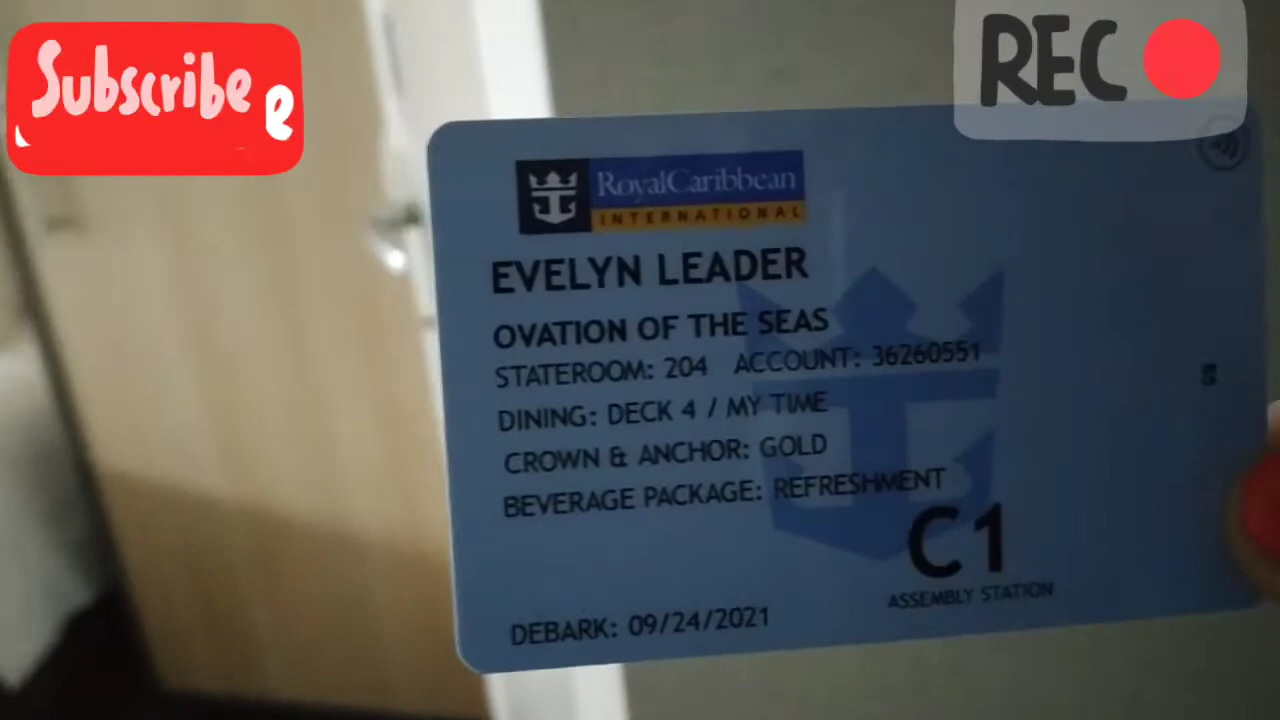 Subscribe
e
REC
RoyalCaribbean
INTERNATIONAL
EVELYN LEADER
OVATION OF THE SEAS
STATEROOM: 204 ACCOUNT: 36260551
DINING: DECK 4 / MY TIME
CROWN & ANCHOR: GOLD
BEVERAGE PACKAGE: REFRESHMENT
C1
ASSEMBLY STATION
DEBARK: 09/24/2021